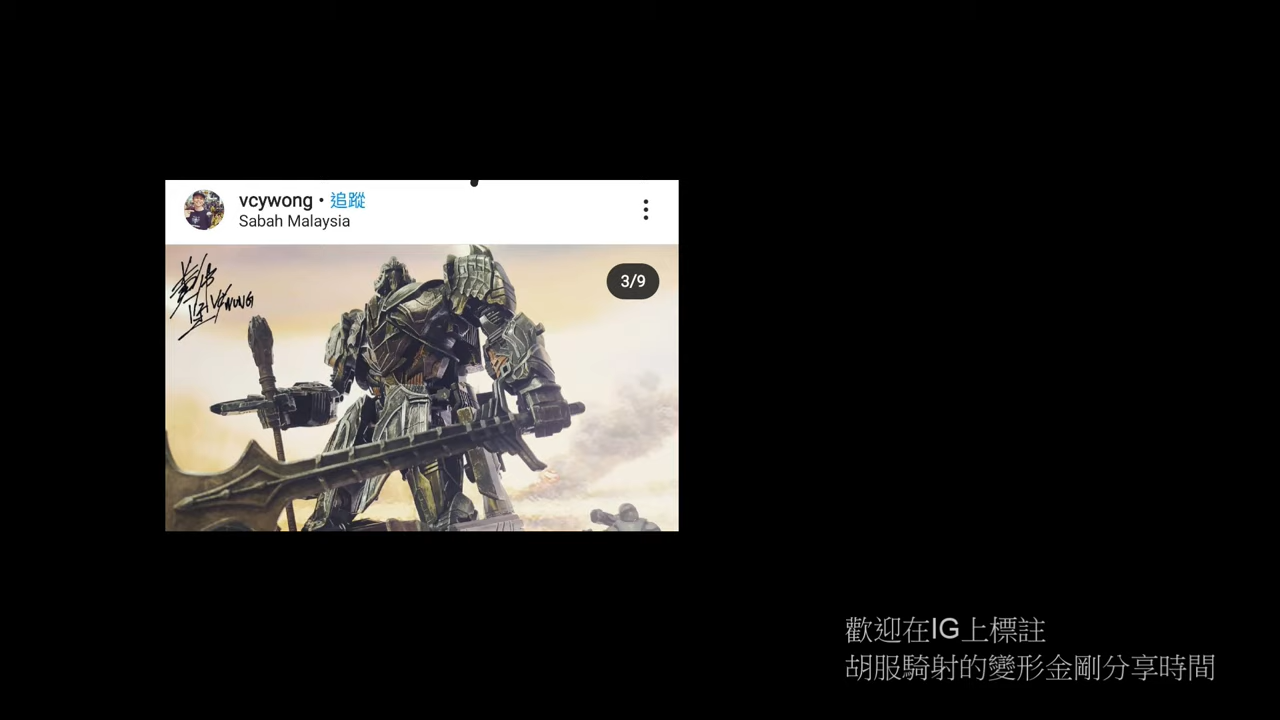 vcywong • 追蹤
Sabah Malaysia
3/9
VCYWONG
歡迎在IG上標註
胡服騎射的變形金剛分享時間